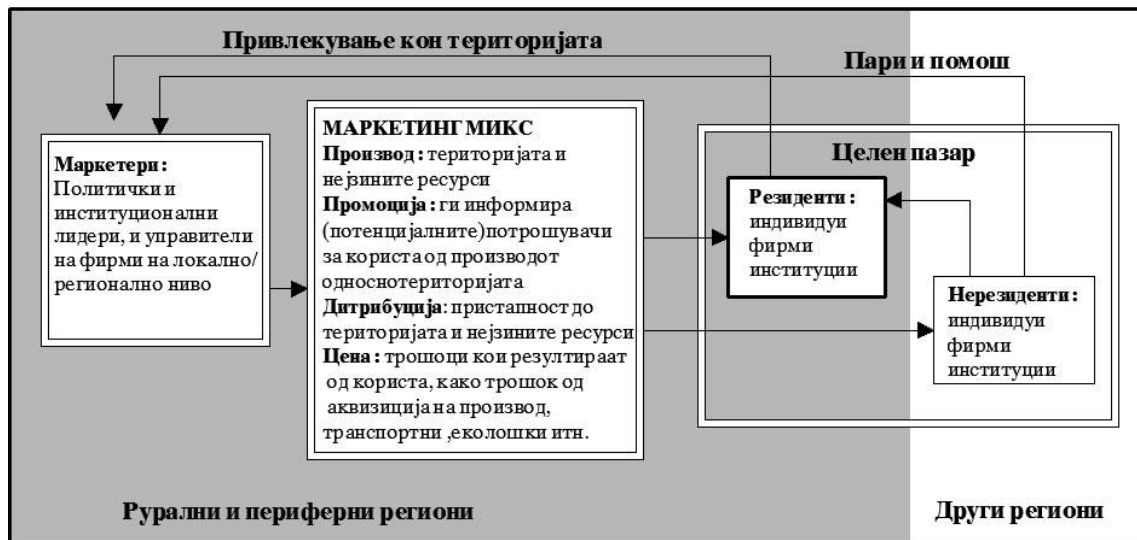 Привлекување кон територијата
Пари и помош
Маркетери:
Политички и
институционални
лидери, и управители
на фирми на локално/
регионално ниво
МАРКЕТИНГ МИКС
Производ: територијата и
нејзините ресурси
Промоција: ги информира
(потенцијалните)потрошувачи
за користа од производот
односнотериторијата
Дитрибуција: пристапност до
територијата и нејзините ресурси
Цена: трошоци кои резултираат
од користа, како трошок од
аквизиција на производ,
транспортни ,еколошки итн.
Целен пазар
Резиденти:
индивидуи
фирми
институции
Нерезиденти:
индивидуи
фирми
институции
Рурални и периферни региони
Други региони